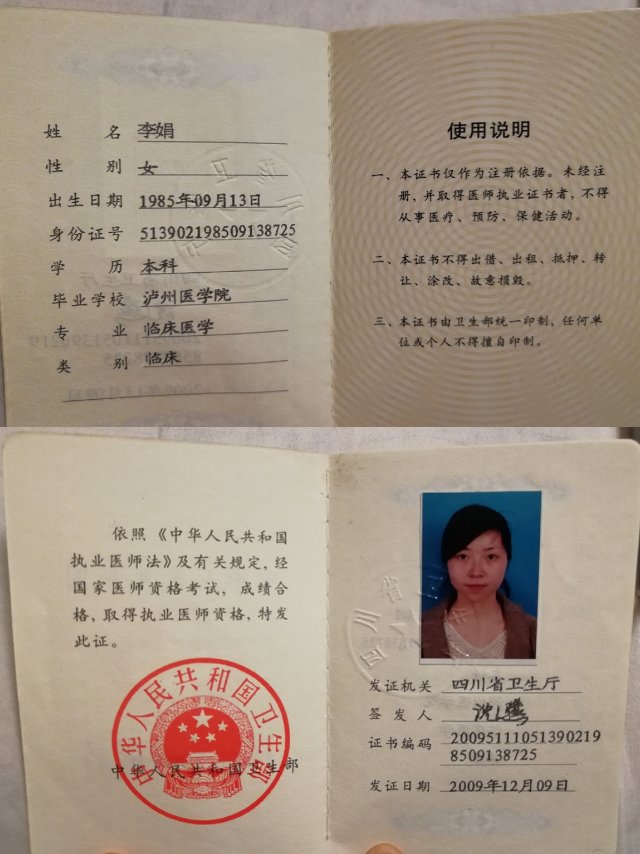 姓名 李娟
性别 女
出生日期 1985年09月13日
身份证号 513902198509138725
学历 本科
毕业学校 泸州医学院
专业 临床医学
类别 临床
使用说明
一、本证书仅作为注册依据。未经注
册，并取得医师执业证书者，不得
从事医疗、预防、保健活动。
二、本证书不得出借、出租、抵押、转
让、涂改、故意损毁。
三、本证书由卫生部统一印制，任何单
位或个人不得擅自印制。
依照《中华人民共和国
执业医师法》及有关规定，经
国家医师资格考试，成绩合
格，取得执业医师资格，特发
此证。
中华人民共和国卫生部
中华人民共和国卫生部
发证机关 四川省卫生厅
签发人
证书编码 20095111051390219
8509138725
发证日期 2009年12月09日